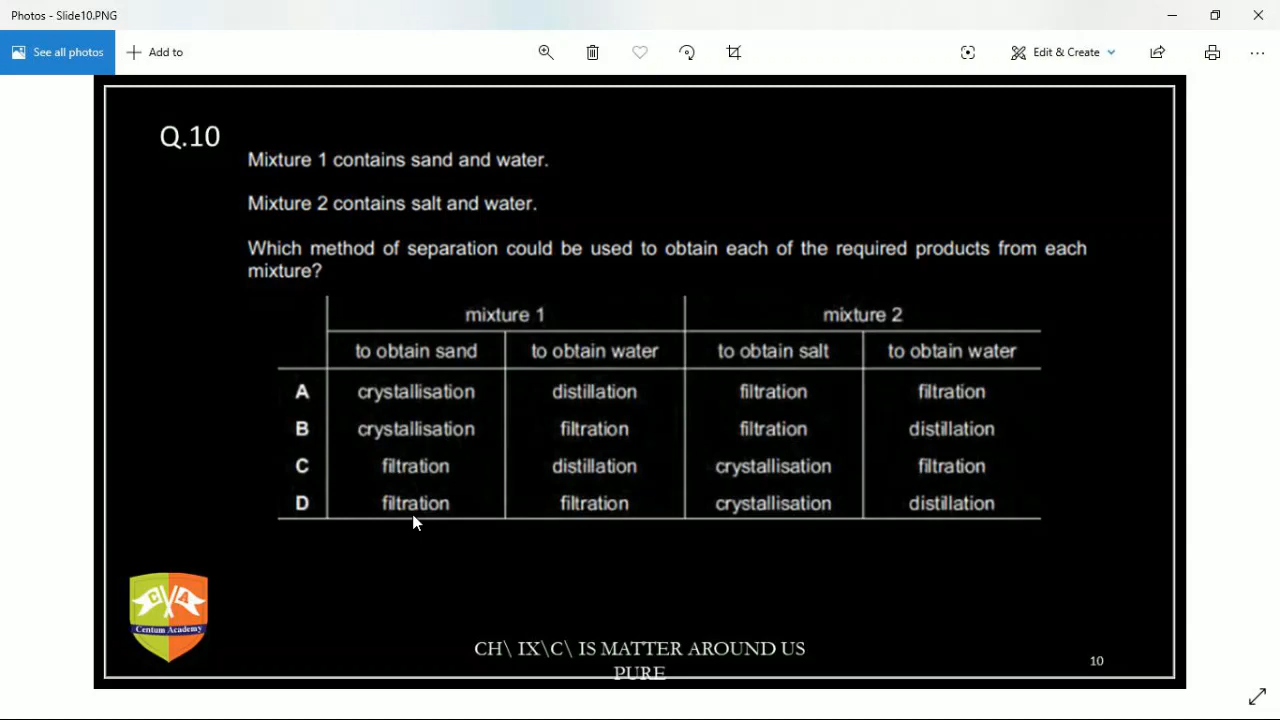 Photos - Slide10.PNG
See all photos
Add to
Edit & Create
Q.10
Mixture 1 contains sand and water.
Mixture 2 contains salt and water.
Which method of separation could be used to obtain each of the required products from each
mixture?
mixture 1 mixture 2
to obtain sand to obtain water to obtain salt to obtain water
A crystallisation distillation filtration filtration
B crystallisation filtration filtration distillation
C filtration distillation crystallisation filtration
D filtration filtration crystallisation distillation
C A
Centum Academy
CH\ IX\C\ IS MATTER AROUND US
PURE
10